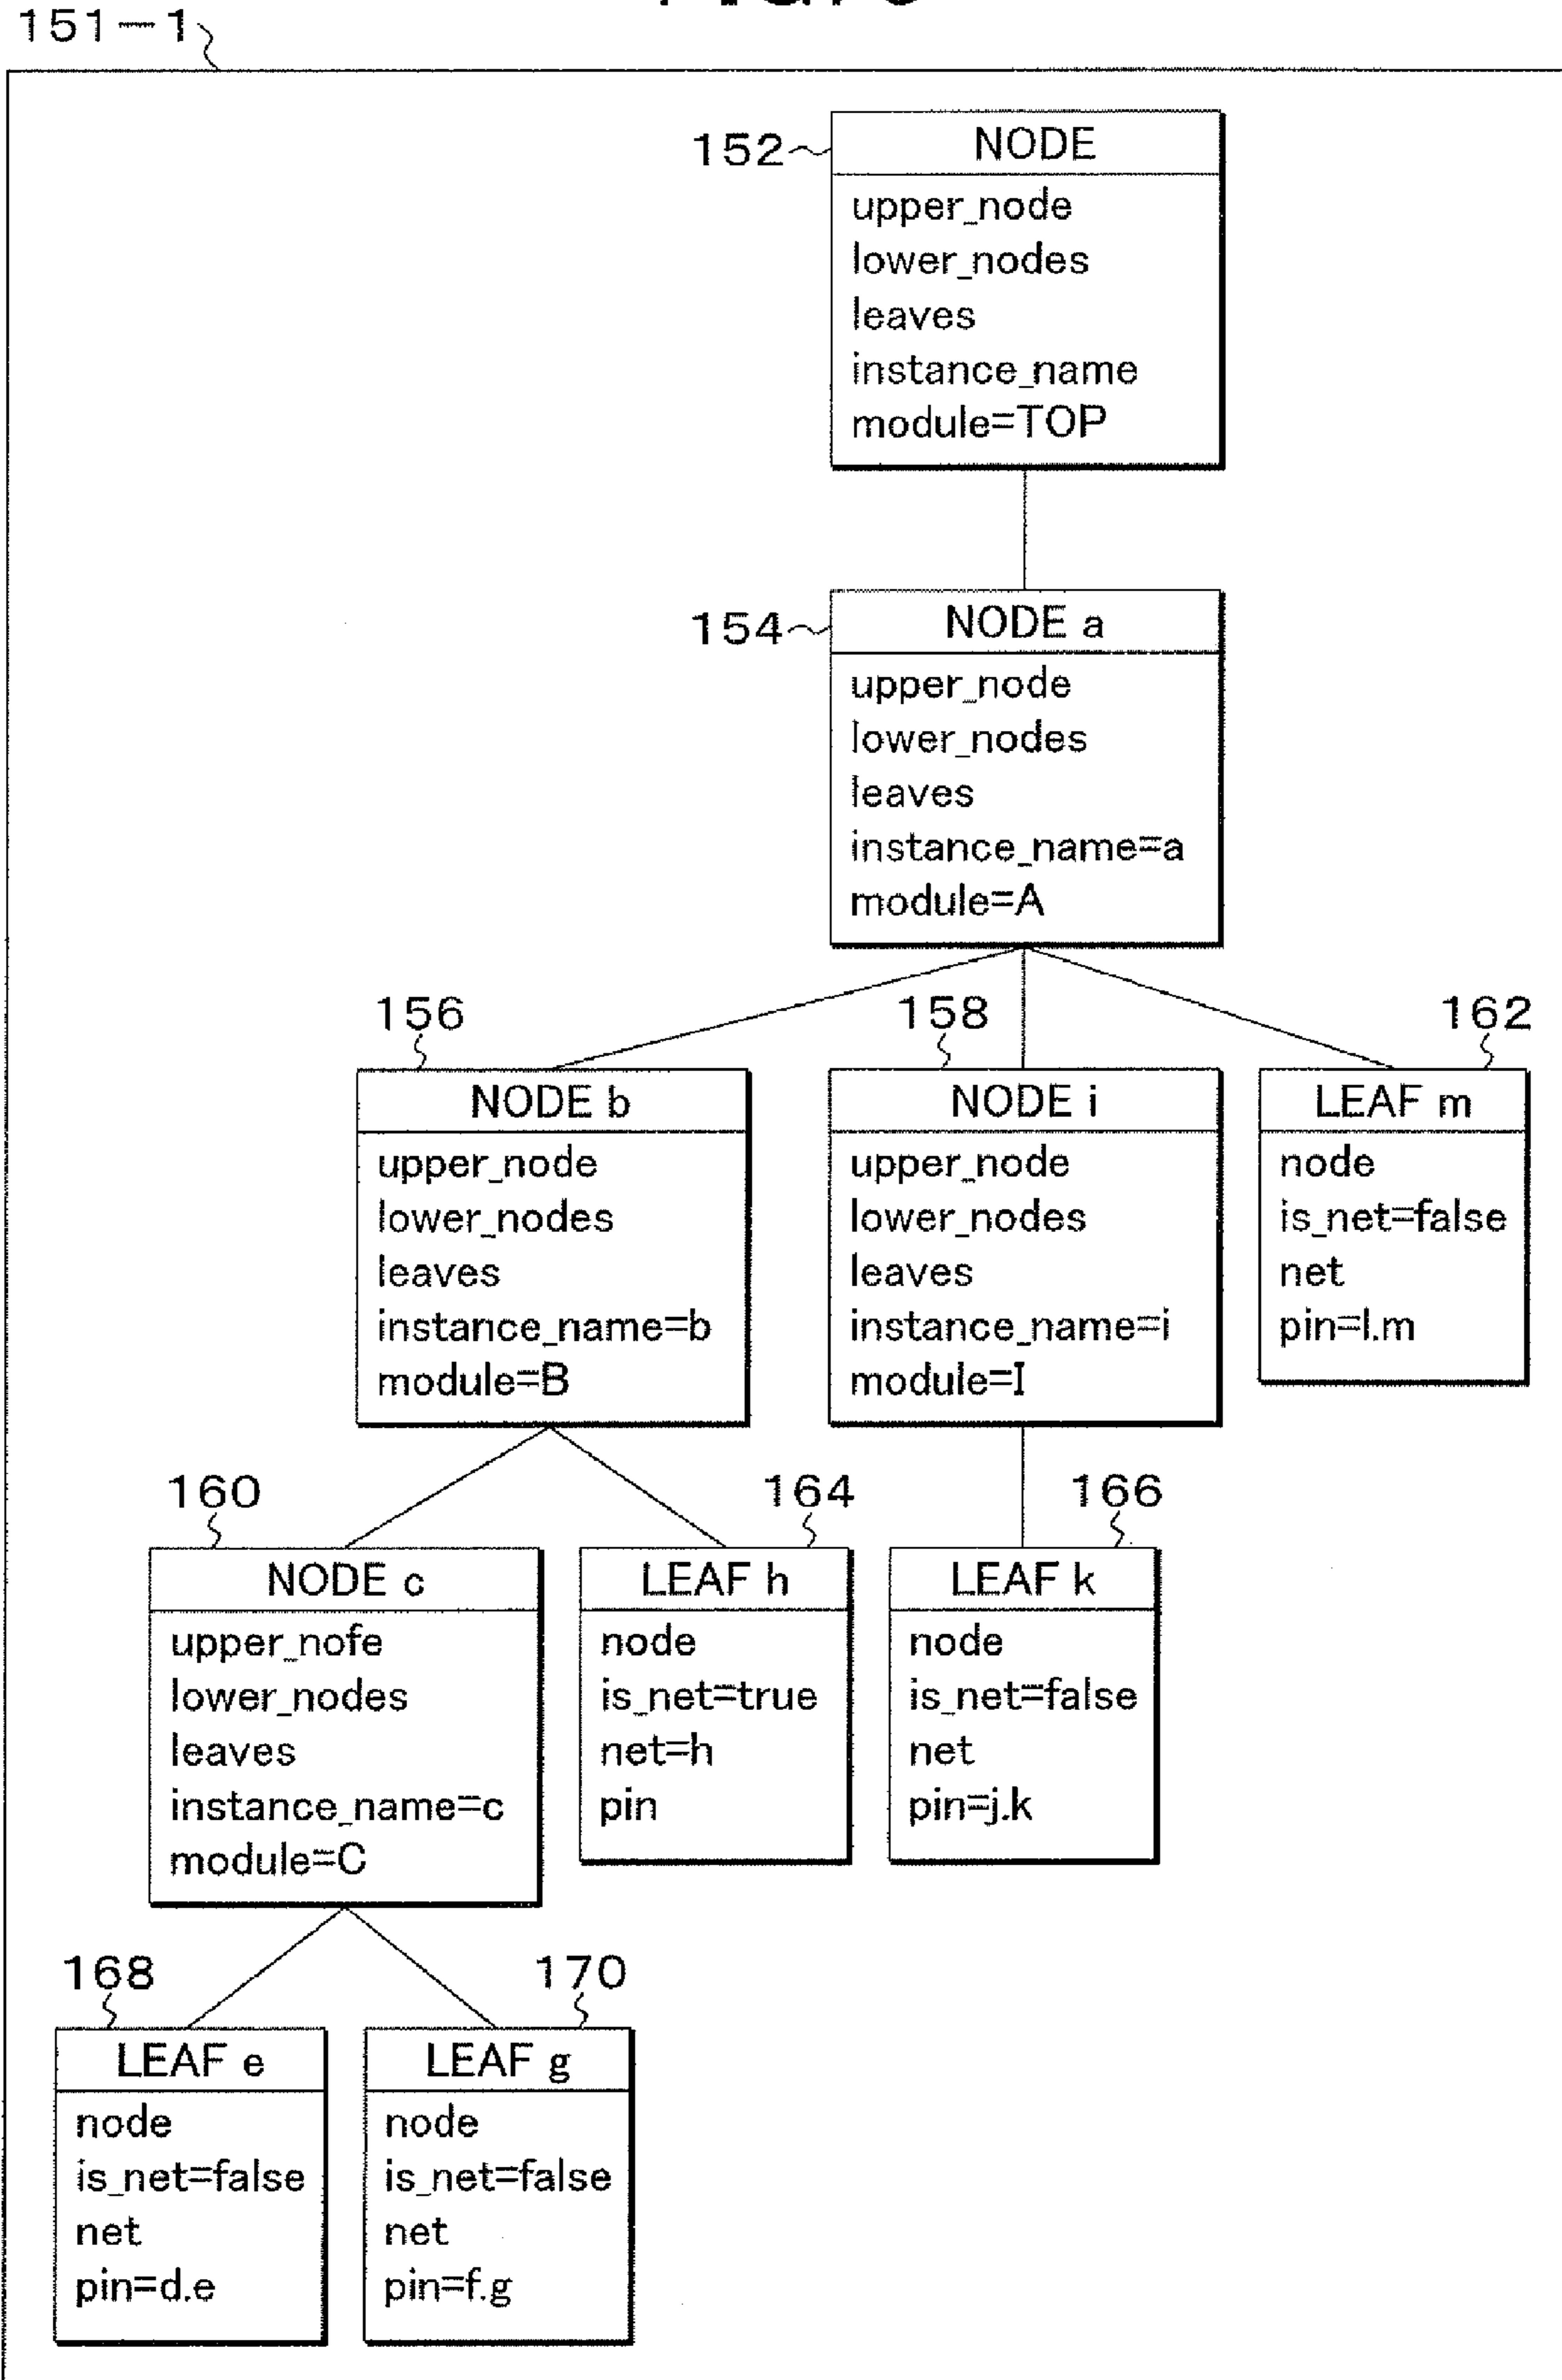 151-1
152
NODE
upper_node
lower_nodes
leaves
instance_name
module=TOP
154
NODE a
upper_node
lower_nodes
leaves
instance_name=a
module=A
156
158
162
NODE b
upper_node
lower_nodes
leaves
instance_name=b
module=B
NODE i
upper_node
lower_nodes
leaves
instance_name=i
module=I
LEAF m
node
is_net=false
net
pin=l.m
160
164
166
NODE c
upper_nofe
lower_nodes
leaves
instance_name=c
module=C
LEAF h
node
is_net=true
net=h
pin
LEAF k
node
is_net=false
net
pin=j.k
168
170
LEAF e
node
is_net=false
net
pin=d.e
LEAF g
node
is_net=false
net
pin=f.g